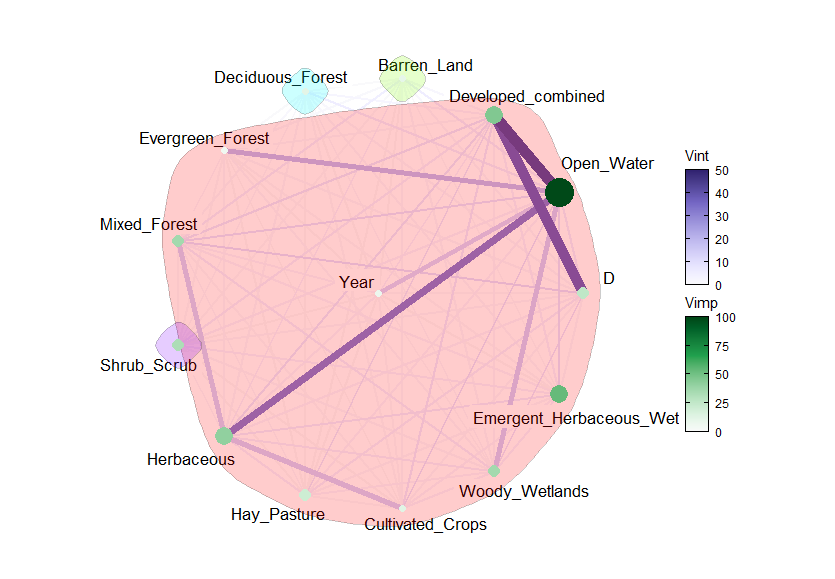 Barren_Land
Deciduous_Forest
Developed_combined
Evergreen_Forest
Open_Water
Vint
50
40
30
20
10
0
Mixed_Forest
Year
D
Vimp
100
75
50
25
0
Shrub_Scrub
Emergent_Herbaceous_Wet
Herbaceous
Woody_Wetlands
Hay_Pasture
Cultivated_Crops